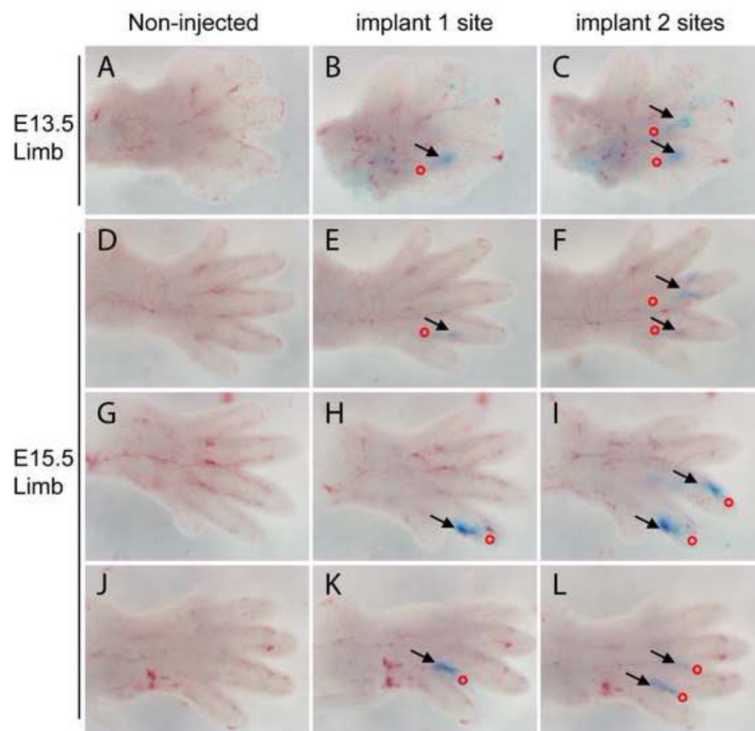 Non-injected implant 1 site implant 2 sites
A B C
E13.5
Limb
D E F
G H I
E15.5
Limb
J K L